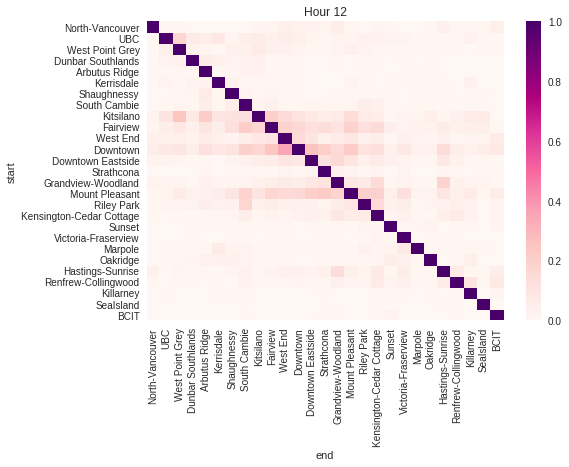 Hour 12
start
North-Vancouver
UBC
West Point Grey
Dunbar Southlands
Arbutus Ridge
Kerrisdale
Shaughnessy
South Cambie
Kitsilano
Fairview
West End
Downtown
Downtown Eastside
Strathcona
Grandview-Woodland
Mount Pleasant
Riley Park
Kensington-Cedar Cottage
Sunset
Victoria-Fraserview
Marpole
Oakridge
Hastings-Sunrise
Renfrew-Collingwood
Killarney
SeaIsland
BCIT
North-Vancouver
UBC
West Point Grey
Dunbar Southlands
Arbutus Ridge
Kerrisdale
Shaughnessy
South Cambie
Kitsilano
Fairview
West End
Downtown
Downtown Eastside
Strathcona
Grandview-Woodland
Mount Pleasant
Riley Park
Kensington-Cedar Cottage
Sunset
Victoria-Fraserview
Marpole
Oakridge
Hastings-Sunrise
Renfrew-Collingwood
Killarney
SeaIsland
BCIT
end
1.0
0.8
0.6
0.4
0.2
0.0